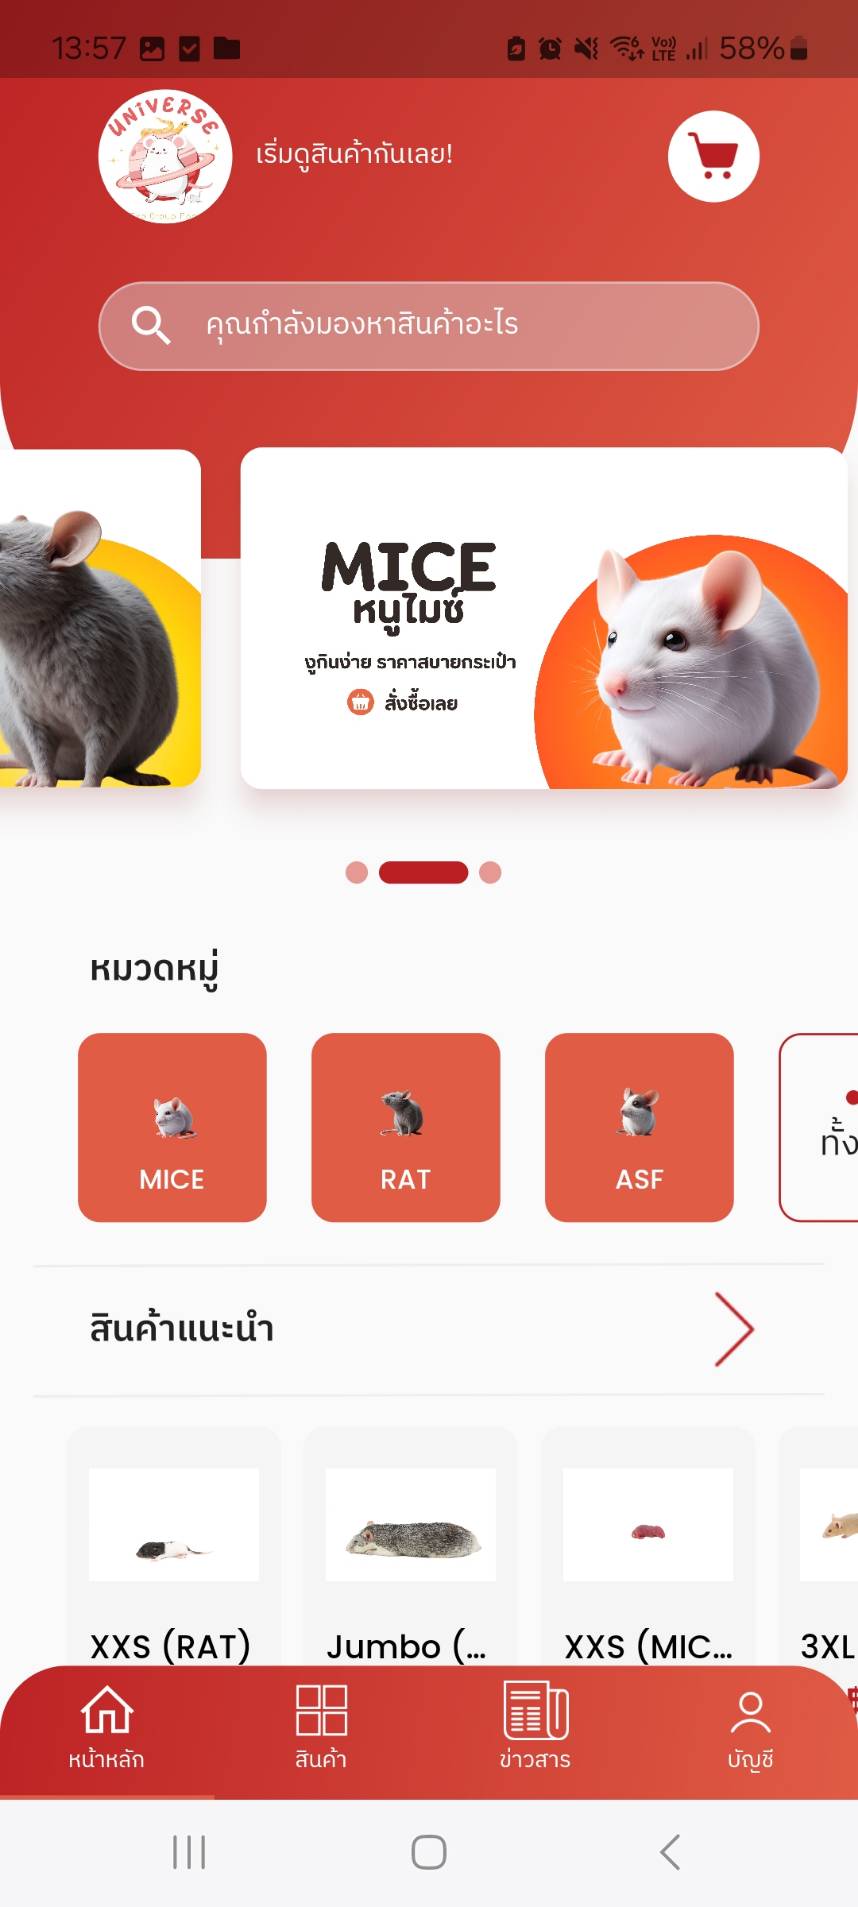 13:57
Vo)) LTE
58%
UNIVERSE
เริ่มดูสินค้ากันเลย!
คุณกำลังมองหาสินค้าอะไร
MICE
หนูไมซ์
งูกินง่าย ราคาสบายกระเป๋า
สั่งซื้อเลย
หมวดหมู่
MICE
RAT
ASF
ทั้ง
สินค้าแนะนำ
XXS (RAT)
Jumbo (...
XXS (MIC...
3XL
หน้าหลัก
สินค้า
ข่าวสาร
บัญชี